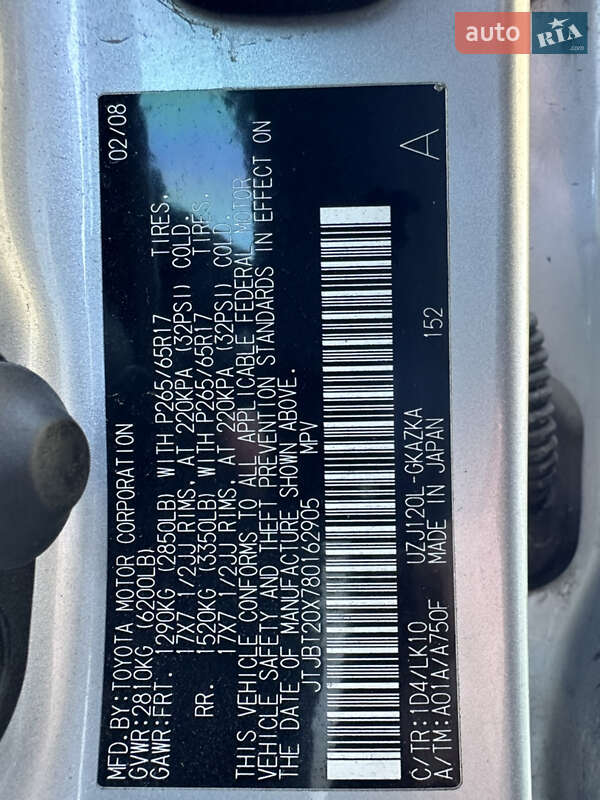 auto RIA .com
MFD.BY:TOYOTA MOTOR CORPORATION 02/08
GVWR:2810KG (6200LB)
GAWR:FRT. 1290KG (2850LB) WITH P265/65R17 TIRES.
17X7 1/2JJ RIMS, AT 220KPA (32PSI) COLD.
RR. 1520KG (3350LB) WITH P265/65R17 TIRES.
17X7 1/2JJ RIMS, AT 220KPA (32PSI) COLD.
THIS VEHICLE CONFORMS TO ALL APPLICABLE FEDERAL MOTOR
VEHICLE SAFETY AND THEFT PREVENTION STANDARDS IN EFFECT ON
THE DATE OF MANUFACTURE SHOWN ABOVE.
JTJBT20X780162905 MPV
C/TR:1D4/LK10 UZJ120L-GKAZKA A
A/TM:A01A/A750F MADE IN JAPAN 152